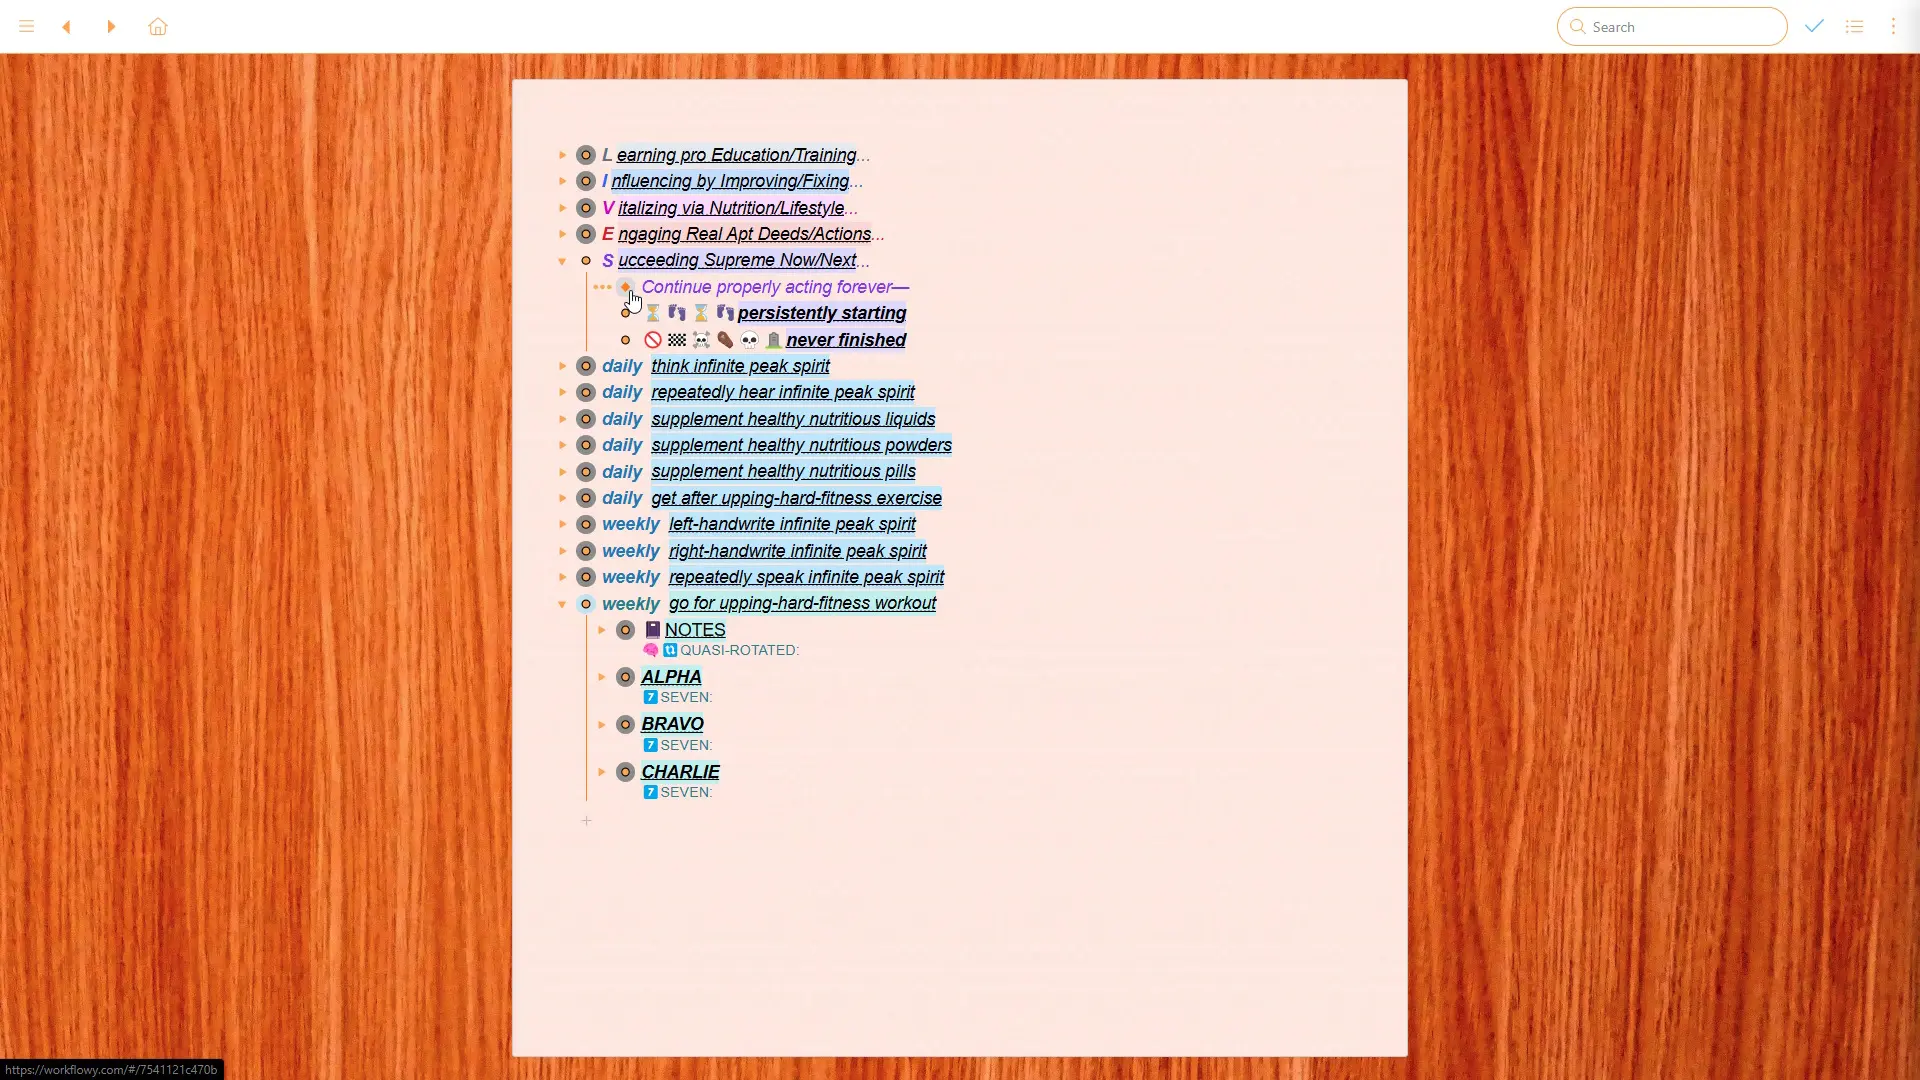 Search
L earning pro Education/Training...
I nfluencing by Improving/Fixing...
V italizing via Nutrition/Lifestyle...
E ngaging Real Apt Deeds/Actions...
S ucceeding Supreme Now/Next...
Continue properly acting forever—
⏳ 👣 ⏳ 👣 persistently starting
🚫 🏁 ☠️ ⚰️ 💀 🪦 never finished
daily think infinite peak spirit
daily repeatedly hear infinite peak spirit
daily supplement healthy nutritious liquids
daily supplement healthy nutritious powders
daily supplement healthy nutritious pills
daily get after upping-hard-fitness exercise
weekly left-handwrite infinite peak spirit
weekly right-handwrite infinite peak spirit
weekly repeatedly speak infinite peak spirit
weekly go for upping-hard-fitness workout
📓 NOTES
🧠 🔃 QUASI-ROTATED:
ALPHA
7️⃣ SEVEN:
BRAVO
7️⃣ SEVEN:
CHARLIE
7️⃣ SEVEN:
https://workflowy.com/#/7541121c470b